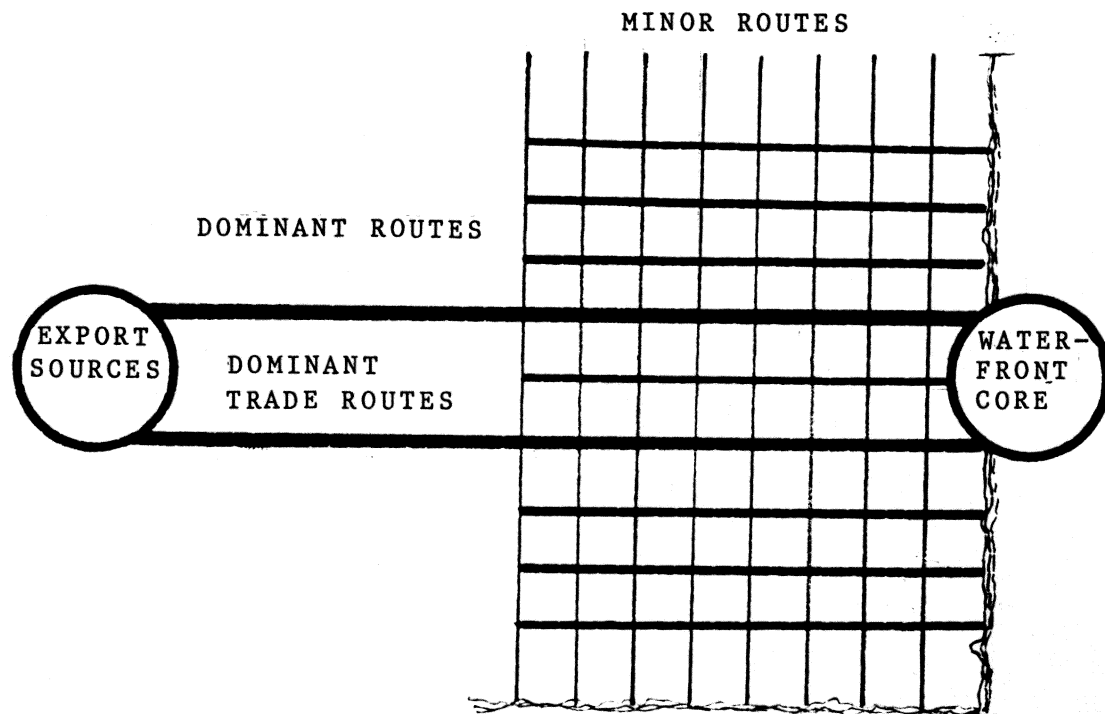 MINOR ROUTES
DOMINANT ROUTES
EXPORT
SOURCES
DOMINANT
TRADE ROUTES
WATER-
FRONT
CORE